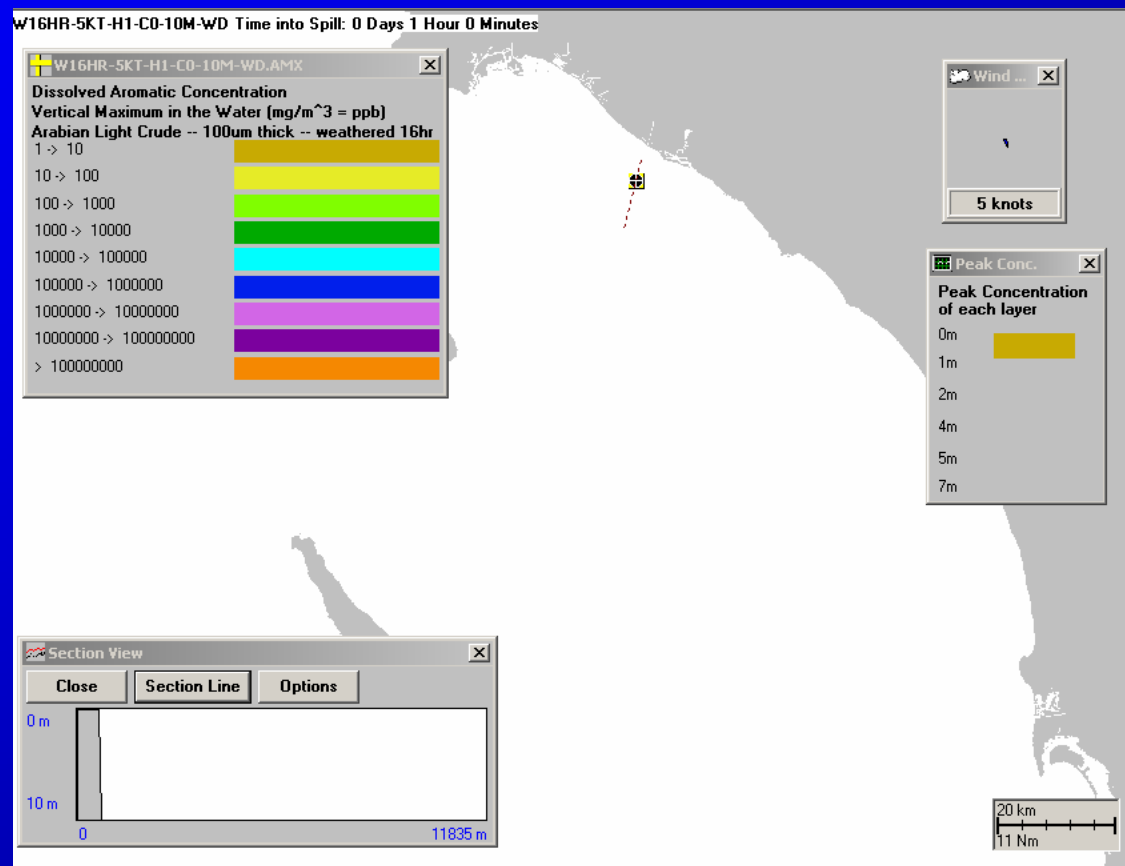 W16HR-5KT-H1-C0-10M-WD Time into Spill: 0 Days 1 Hour 0 Minutes
W16HR-5KT-H1-C0-10M-WD.AMX
Dissolved Aromatic Concentration
Vertical Maximum in the Water (mg/m^3 = ppb)
Arabian Light Crude -- 100um thick -- weathered 16hr
1 -> 10
10 -> 100
100 -> 1000
1000 -> 10000
10000 -> 100000
100000 -> 1000000
1000000 -> 10000000
10000000 -> 100000000
> 100000000
Wind ...
5 knots
Peak Conc.
Peak Concentration
of each layer
0m
1m
2m
4m
5m
7m
Section View
Close Section Line Options
0 m
10 m
0 11835 m
20 km
11 Nm